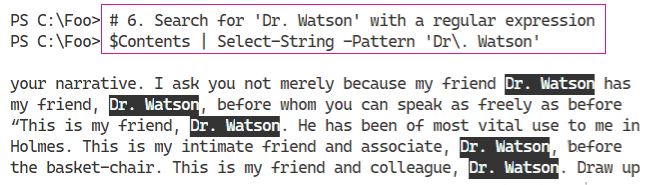 PS C:\Foo> # 6. Search for 'Dr. Watson' with a regular expression
PS C:\Foo> $Contents | Select-String -Pattern 'Dr\. Watson'
your narrative. I ask you not merely because my friend Dr. Watson has
my friend, Dr. Watson, before whom you can speak as freely as before
“This is my friend, Dr. Watson. He has been of most vital use to me in
Holmes. This is my intimate friend and associate, Dr. Watson, before
the basket-chair. This is my friend and colleague, Dr. Watson. Draw up